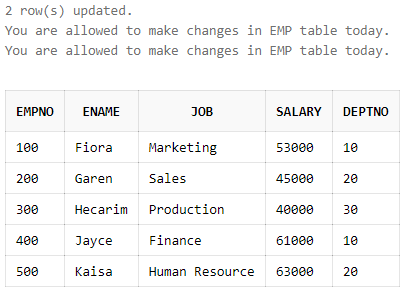 2 row(s) updated.
You are allowed to make changes in EMP table today.
You are allowed to make changes in EMP table today.
EMPNO ENAME JOB SALARY DEPTNO
100 Fiora Marketing 53000 10
200 Garen Sales 45000 20
300 Hecarim Production 40000 30
400 Jayce Finance 61000 10
500 Kaisa Human Resource 63000 20